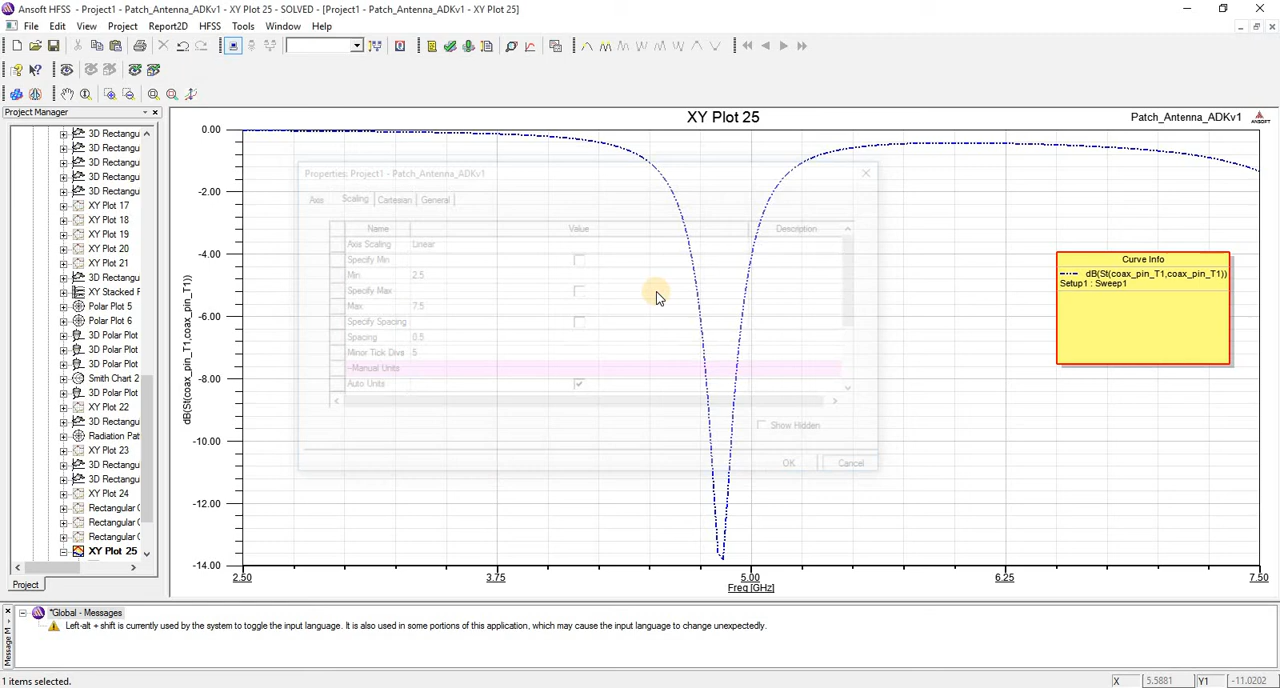 Ansoft HFSS - Project1 - Patch_Antenna_ADKv1 - XY Plot 25 - SOLVED - [Project1 - Patch_Antenna_ADKv1 - XY Plot 25]
File Edit View Project Report2D HFSS Tools Window Help
Project Manager
3D Rectangu
3D Rectangu
3D Rectangu
3D Rectangu
3D Rectangu
XY Plot 17
XY Plot 18
XY Plot 19
XY Plot 20
XY Plot 21
3D Rectangu
XY Stacked F
Polar Plot 5
Polar Plot 6
3D Polar Plot
3D Polar Plot
3D Polar Plot
Smith Chart 2
3D Polar Plot
XY Plot 22
3D Rectangu
Radiation Pat
XY Plot 23
3D Rectangu
3D Rectangu
XY Plot 24
Rectangular C
Rectangular C
Rectangular C
XY Plot 25
Project
XY Plot 25
Patch_Antenna_ADKv1
ANSOFT
dB(St(coax_pin_T1,coax_pin_T1))
0.00
-2.00
-4.00
-6.00
-8.00
-10.00
-12.00
-14.00
2.50 3.75 5.00 6.25 7.50
Freq [GHz]
Curve Info
dB(St(coax_pin_T1,coax_pin_T1))
Setup1 : Sweep1
Properties: Project1 - Patch_Antenna_ADKv1
Axis Scaling Cartesian General
Name Value Description
Axis Scaling Linear
Specify Min
Min 2.5
Specify Max
Max 7.5
Specify Spacing
Spacing 0.5
Minor Tick Divs 5
--Manual Units
Auto Units
Show Hidden
OK Cancel
Message M
*Global - Messages
Left-alt + shift is currently used by the system to toggle the input language. It is also used in some portions of this application, which may cause the input language to change unexpectedly.
1 items selected.
X 5.5881 Y1 -11.0202